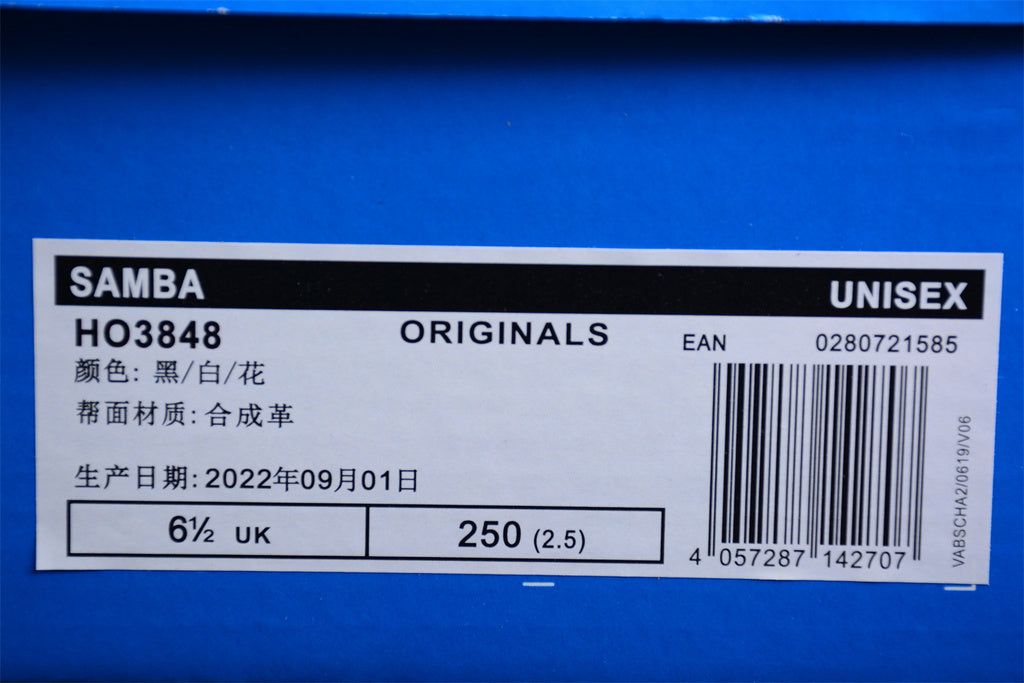 SAMBA UNISEX
HO3848 ORIGINALS EAN 0280721585
颜色: 黑/白/花
帮面材质: 合成革
生产日期: 2022年09月01日
6½ UK 250 (2.5)
4 057287 142707
VABSCHA2/0619/V06